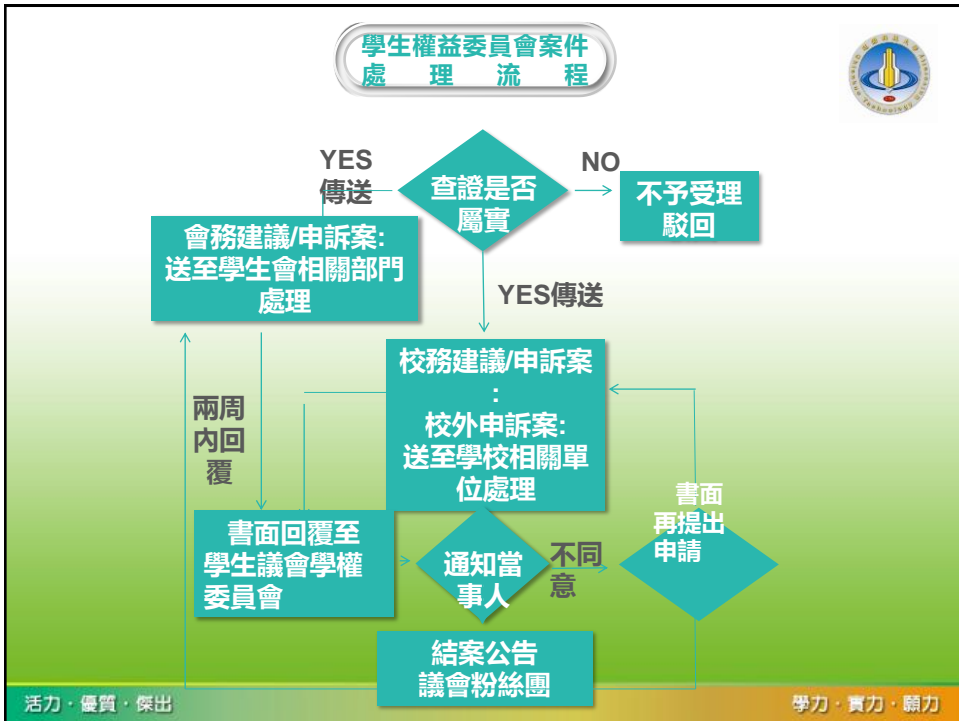 學生權益委員會案件
處理流程
YES
傳送
查證是否
屬實
NO
不予受理
駁回
會務建議/申訴案:
送至學生會相關部門
處理
YES傳送
校務建議/申訴案
:
校外申訴案:
送至學校相關單
位處理
兩周
內回
覆
書面回覆至
學生議會學權
委員會
通知當
事人
不同
意
書面
再提出
申請
結案公告
議會粉絲團
活力・優質・傑出
學力・實力・願力